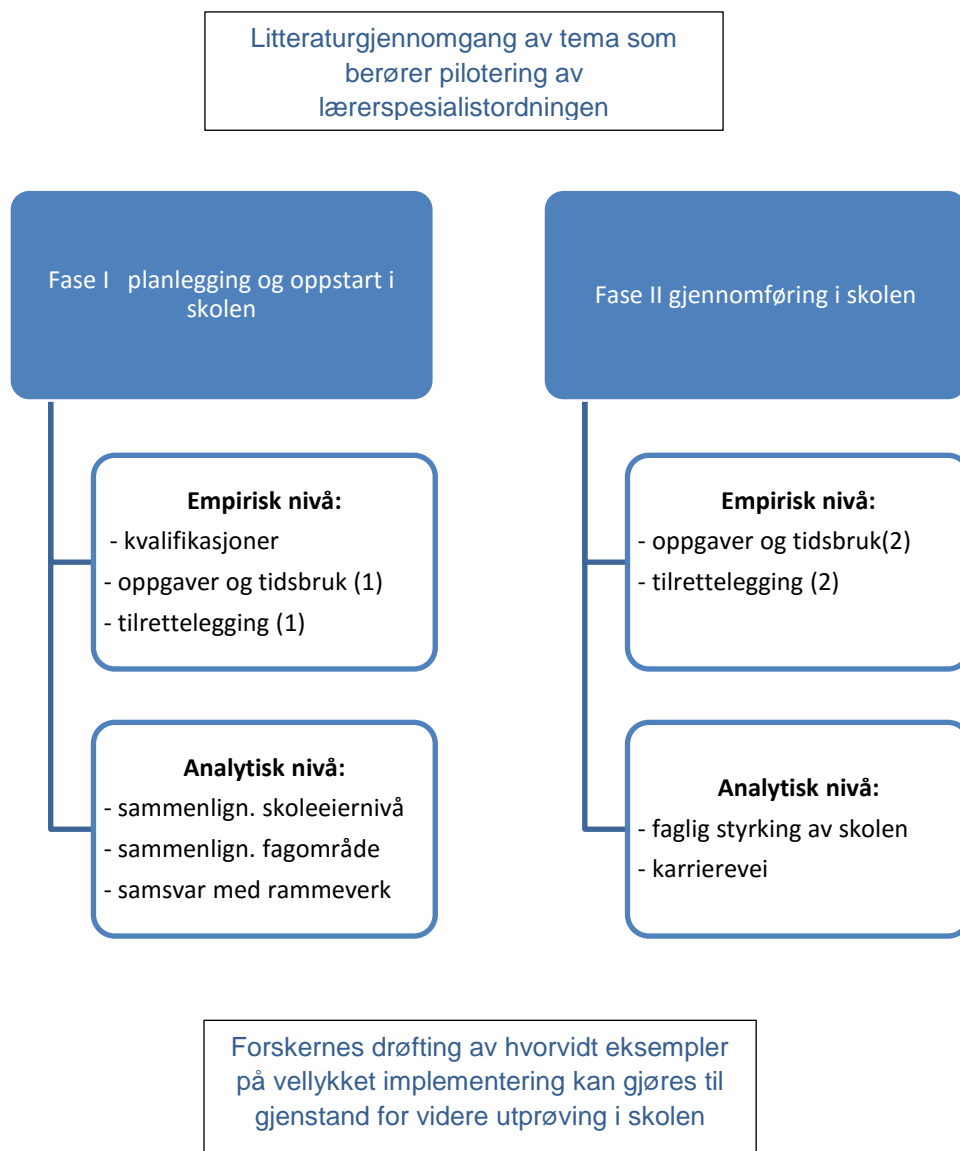 Litteraturgjennomgang av tema som
berører pilotering av
lærerspesialistordningen
Fase I   planlegging og oppstart i
skolen
Empirisk nivå:
- kvalifikasjoner
- oppgaver og tidsbruk (1)
- tilrettelegging (1)
Analytisk nivå:
- sammenlign. skoleeiernivå
- sammenlign. fagområde
- samsvar med rammeverk
Fase II gjennomføring i skolen
Empirisk nivå:
- oppgaver og tidsbruk(2)
- tilrettelegging (2)
Analytisk nivå:
- faglig styrking av skolen
- karrierevei
Forskernes drøfting av hvorvidt eksempler
på vellykket implementering kan gjøres til
gjenstand for videre utprøving i skolen